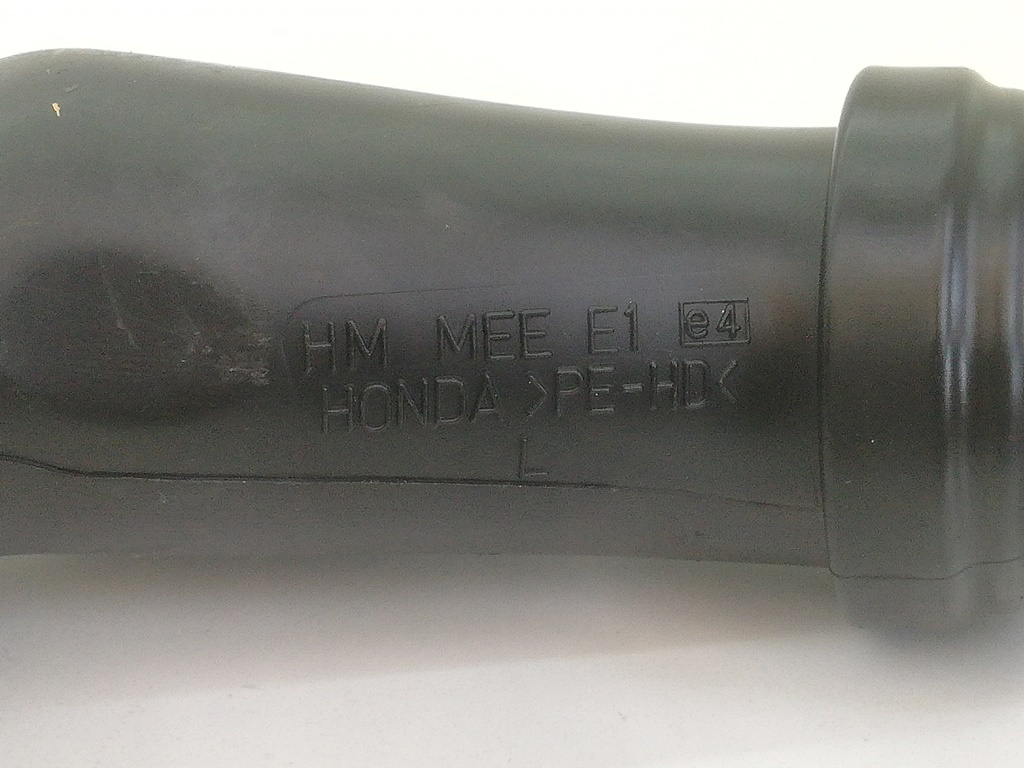 HM MEE E1 e4
HONDA >PE-HD<
L